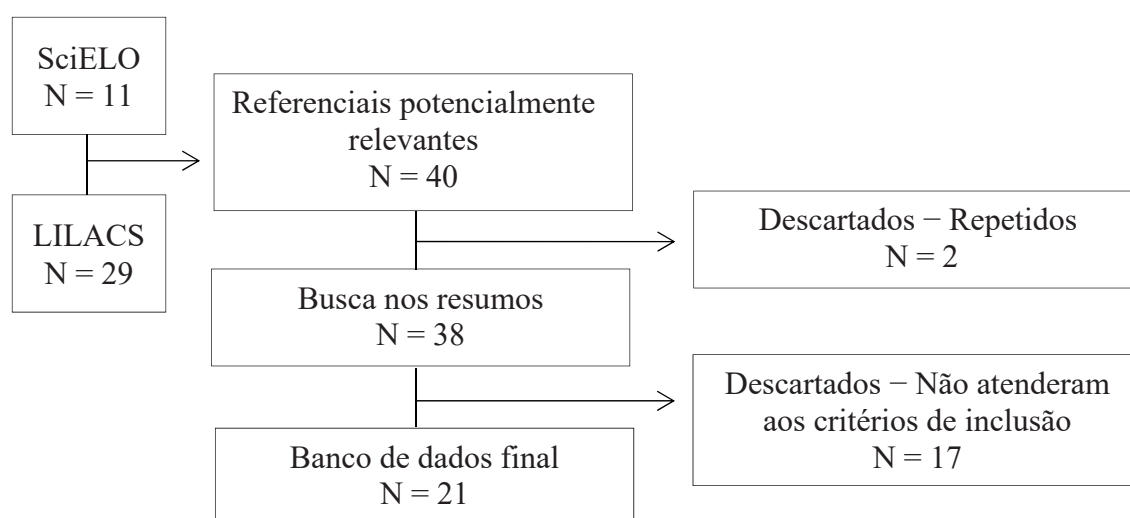 SciELO
N = 11
LILACS
N = 29
Referenciais potencialmente
relevantes
N = 40
Descartados − Repetidos
N = 2
Busca nos resumos
N = 38
Descartados − Não atenderam
aos critérios de inclusão
N = 17
Banco de dados final
N = 21